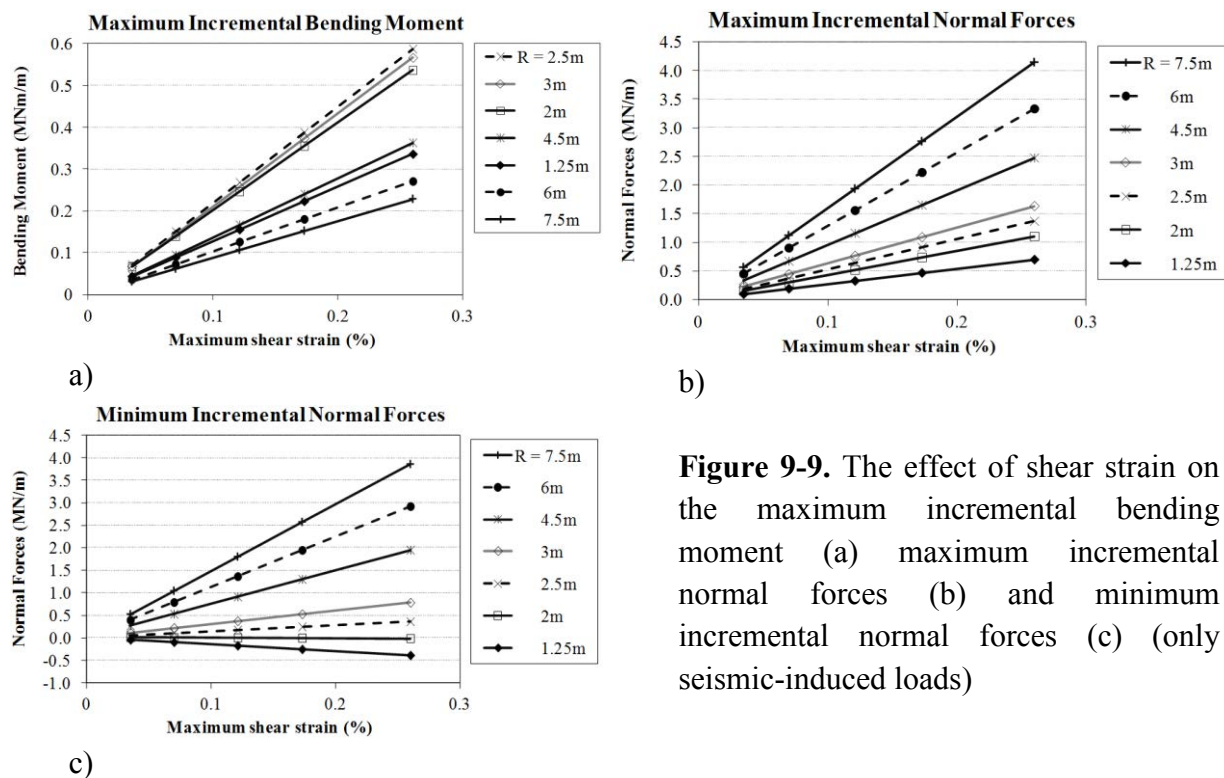 Maximum Incremental Bending Moment
Bending Moment (MNm/m)
0.6
0.5
0.4
0.3
0.2
0.1
0
0
0.1
0.2
0.3
Maximum shear strain (%)
R = 2.5m
3m
2m
4.5m
1.25m
6m
7.5m
a)
Maximum Incremental Normal Forces
Normal Forces (MN/m)
4.5
4.0
3.5
3.0
2.5
2.0
1.5
1.0
0.5
0.0
0
0.1
0.2
0.3
Maximum shear strain (%)
R = 7.5m
6m
4.5m
3m
2.5m
2m
1.25m
b)
Minimum Incremental Normal Forces
Normal Forces (MN/m)
4.5
4.0
3.5
3.0
2.5
2.0
1.5
1.0
0.5
0.0
-0.5
-1.0
0
0.1
0.2
0.3
Maximum shear strain (%)
R = 7.5m
6m
4.5m
3m
2.5m
2m
1.25m
c)
Figure 9-9. The effect of shear strain on
the maximum incremental bending
moment (a) maximum incremental
normal forces (b) and minimum
incremental normal forces (c) (only
seismic-induced loads)